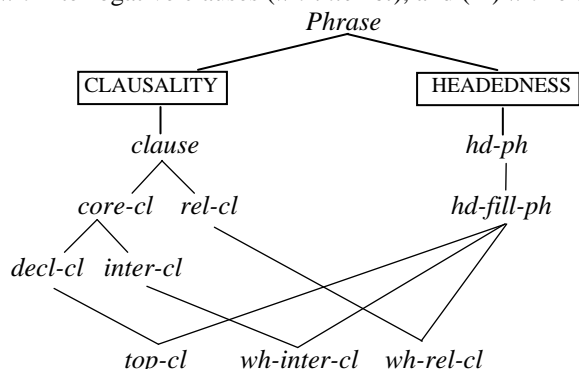 Phrase
CLAUSALITY HEADEDNESS
clause hd-ph
core-cl rel-cl hd-fill-ph
decl-cl inter-cl
top-cl wh-inter-cl wh-rel-cl